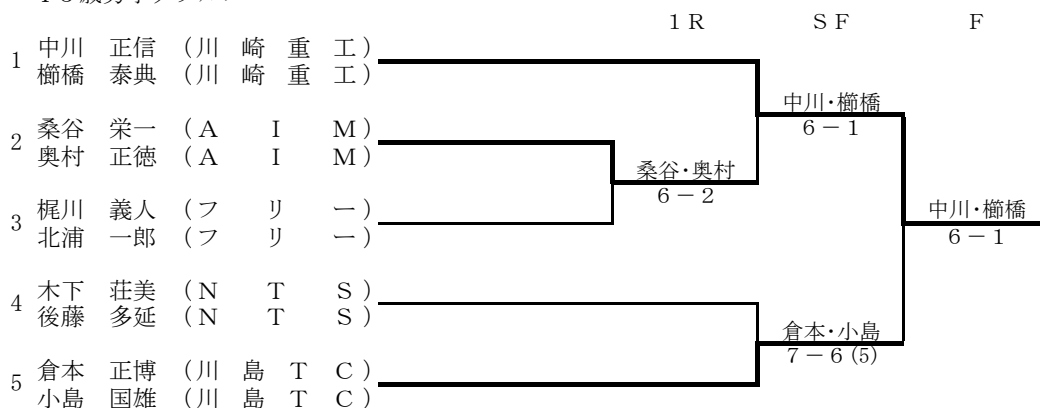 1R SF F
1 中川 正信 (川崎重工)
櫛橋 泰典 (川崎重工)
中川・櫛橋
6-1
2 桑谷 栄一 (AIM)
奥村 正徳 (AIM)
桑谷・奥村
6-2
3 梶川 義人 (フリー)
北浦 一郎 (フリー)
中川・櫛橋
6-1
4 木下 荘美 (NTS)
後藤 多延 (NTS)
倉本・小島
7-6(5)
5 倉本 正博 (川島TC)
小島 国雄 (川島TC)